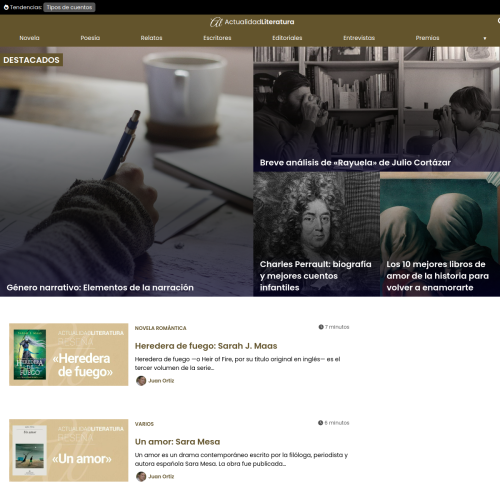 Tendencias: Tipos de cuentos
ActualidadLiteratura
Novela Poesía Relatos Escritores Editoriales Entrevistas Premios
DESTACADOS
Género narrativo: Elementos de la narración
Breve análisis de «Rayuela» de Julio Cortázar
Charles Perrault: biografía
y mejores cuentos
infantiles
Los 10 mejores libros de
amor de la historia para
volver a enamorarte
ACTUALIDADLITERATURA
RESEÑA
«Heredera
de fuego»
HEREDERA
DE FUEGO
NOVELA ROMÁNTICA
7 minutos
Heredera de fuego: Sarah J. Maas
Heredera de fuego —o Heir of Fire, por su título original en inglés— es el
tercer volumen de la serie...
Juan Ortiz
ACTUALIDADLITERATURA
RESEÑA
«Un amor»
VARIOS
6 minutos
Un amor: Sara Mesa
Un amor es un drama contemporáneo escrito por la filóloga, periodista y
autora española Sara Mesa. La obra fue publicada...
Juan Ortiz